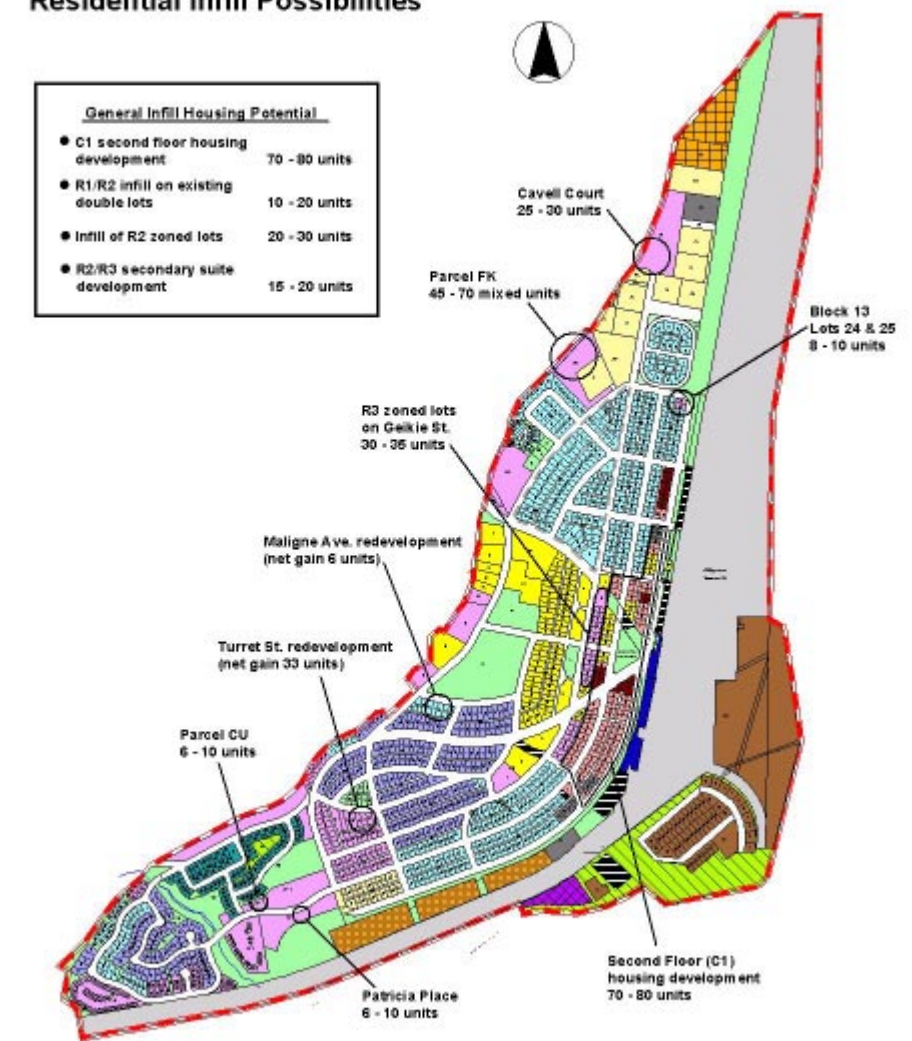 Residential Infill Possibilities
General Infill Housing Potential
● C1 second floor housing
development 70 - 80 units
● R1/R2 infill on existing
double lots 10 - 20 units
● Infill of R2 zoned lots 20 - 30 units
● R2/R3 secondary suite
development 15 - 20 units
Cavell Court
25 - 30 units
Parcel FK
45 - 70 mixed units
Block 13
Lots 24 & 25
8 - 10 units
R3 zoned lots
on Geikie St.
30 - 35 units
Maligne Ave. redevelopment
(net gain 6 units)
Turret St. redevelopment
(net gain 33 units)
Parcel CU
6 - 10 units
Patricia Place
6 - 10 units
Second Floor (C1)
housing development
70 - 80 units